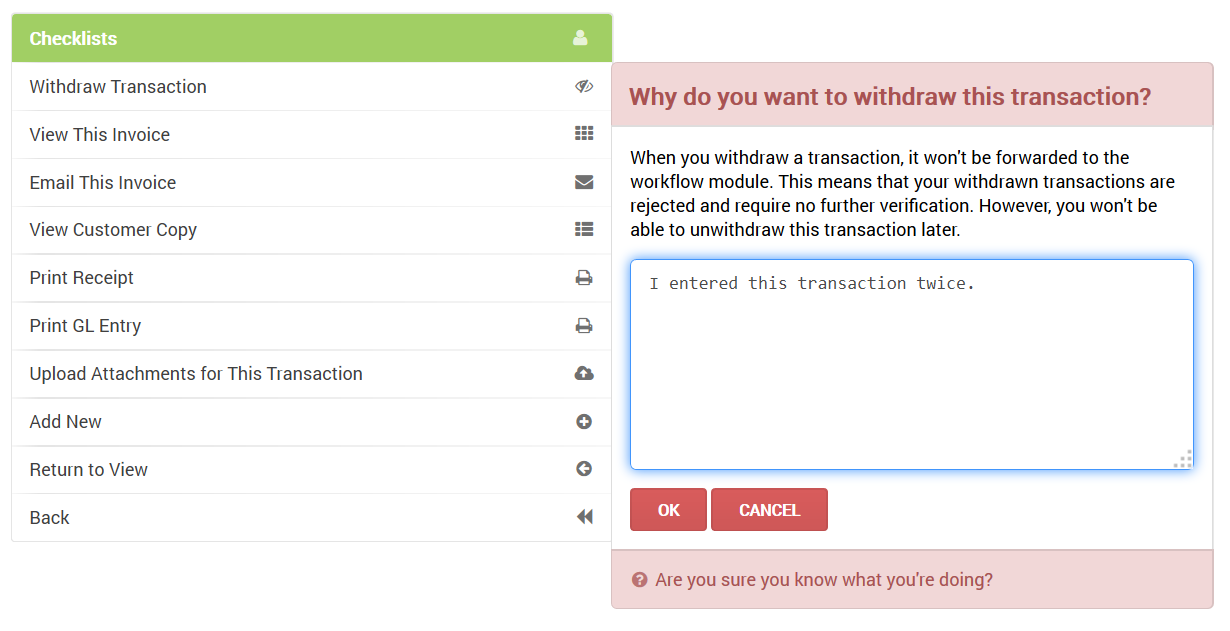 Checklists
Withdraw Transaction
View This Invoice
Email This Invoice
View Customer Copy
Print Receipt
Print GL Entry
Upload Attachments for This Transaction
Add New
Return to View
Back
Why do you want to withdraw this transaction?
When you withdraw a transaction, it won't be forwarded to the
workflow module. This means that your withdrawn transactions are
rejected and require no further verification. However, you won't be
able to unwithdraw this transaction later.
I entered this transaction twice.
OK CANCEL
Are you sure you know what you're doing?